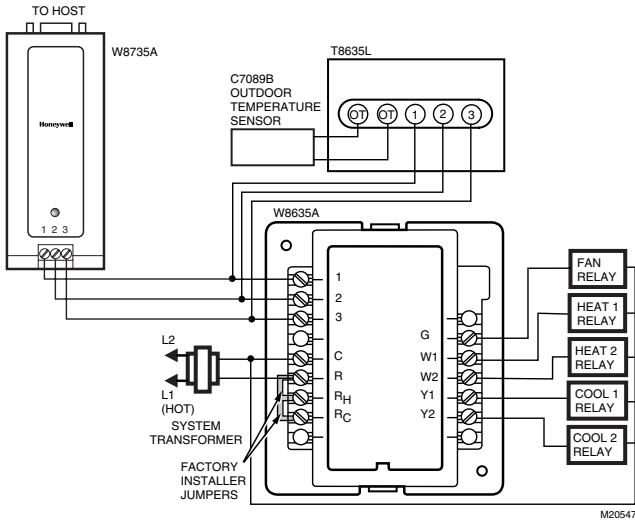 TO HOST
W8735A
Honeywell
1 2 3
C7089B
OUTDOOR
TEMPERATURE
SENSOR
T8635L
OT OT 1 2 3
W8635A
1
2
3
C
R
RH
RC
G
W1
W2
Y1
Y2
L2
L1
(HOT)
SYSTEM
TRANSFORMER
FACTORY
INSTALLER
JUMPERS
FAN
RELAY
HEAT 1
RELAY
HEAT 2
RELAY
COOL 1
RELAY
COOL 2
RELAY
M20547